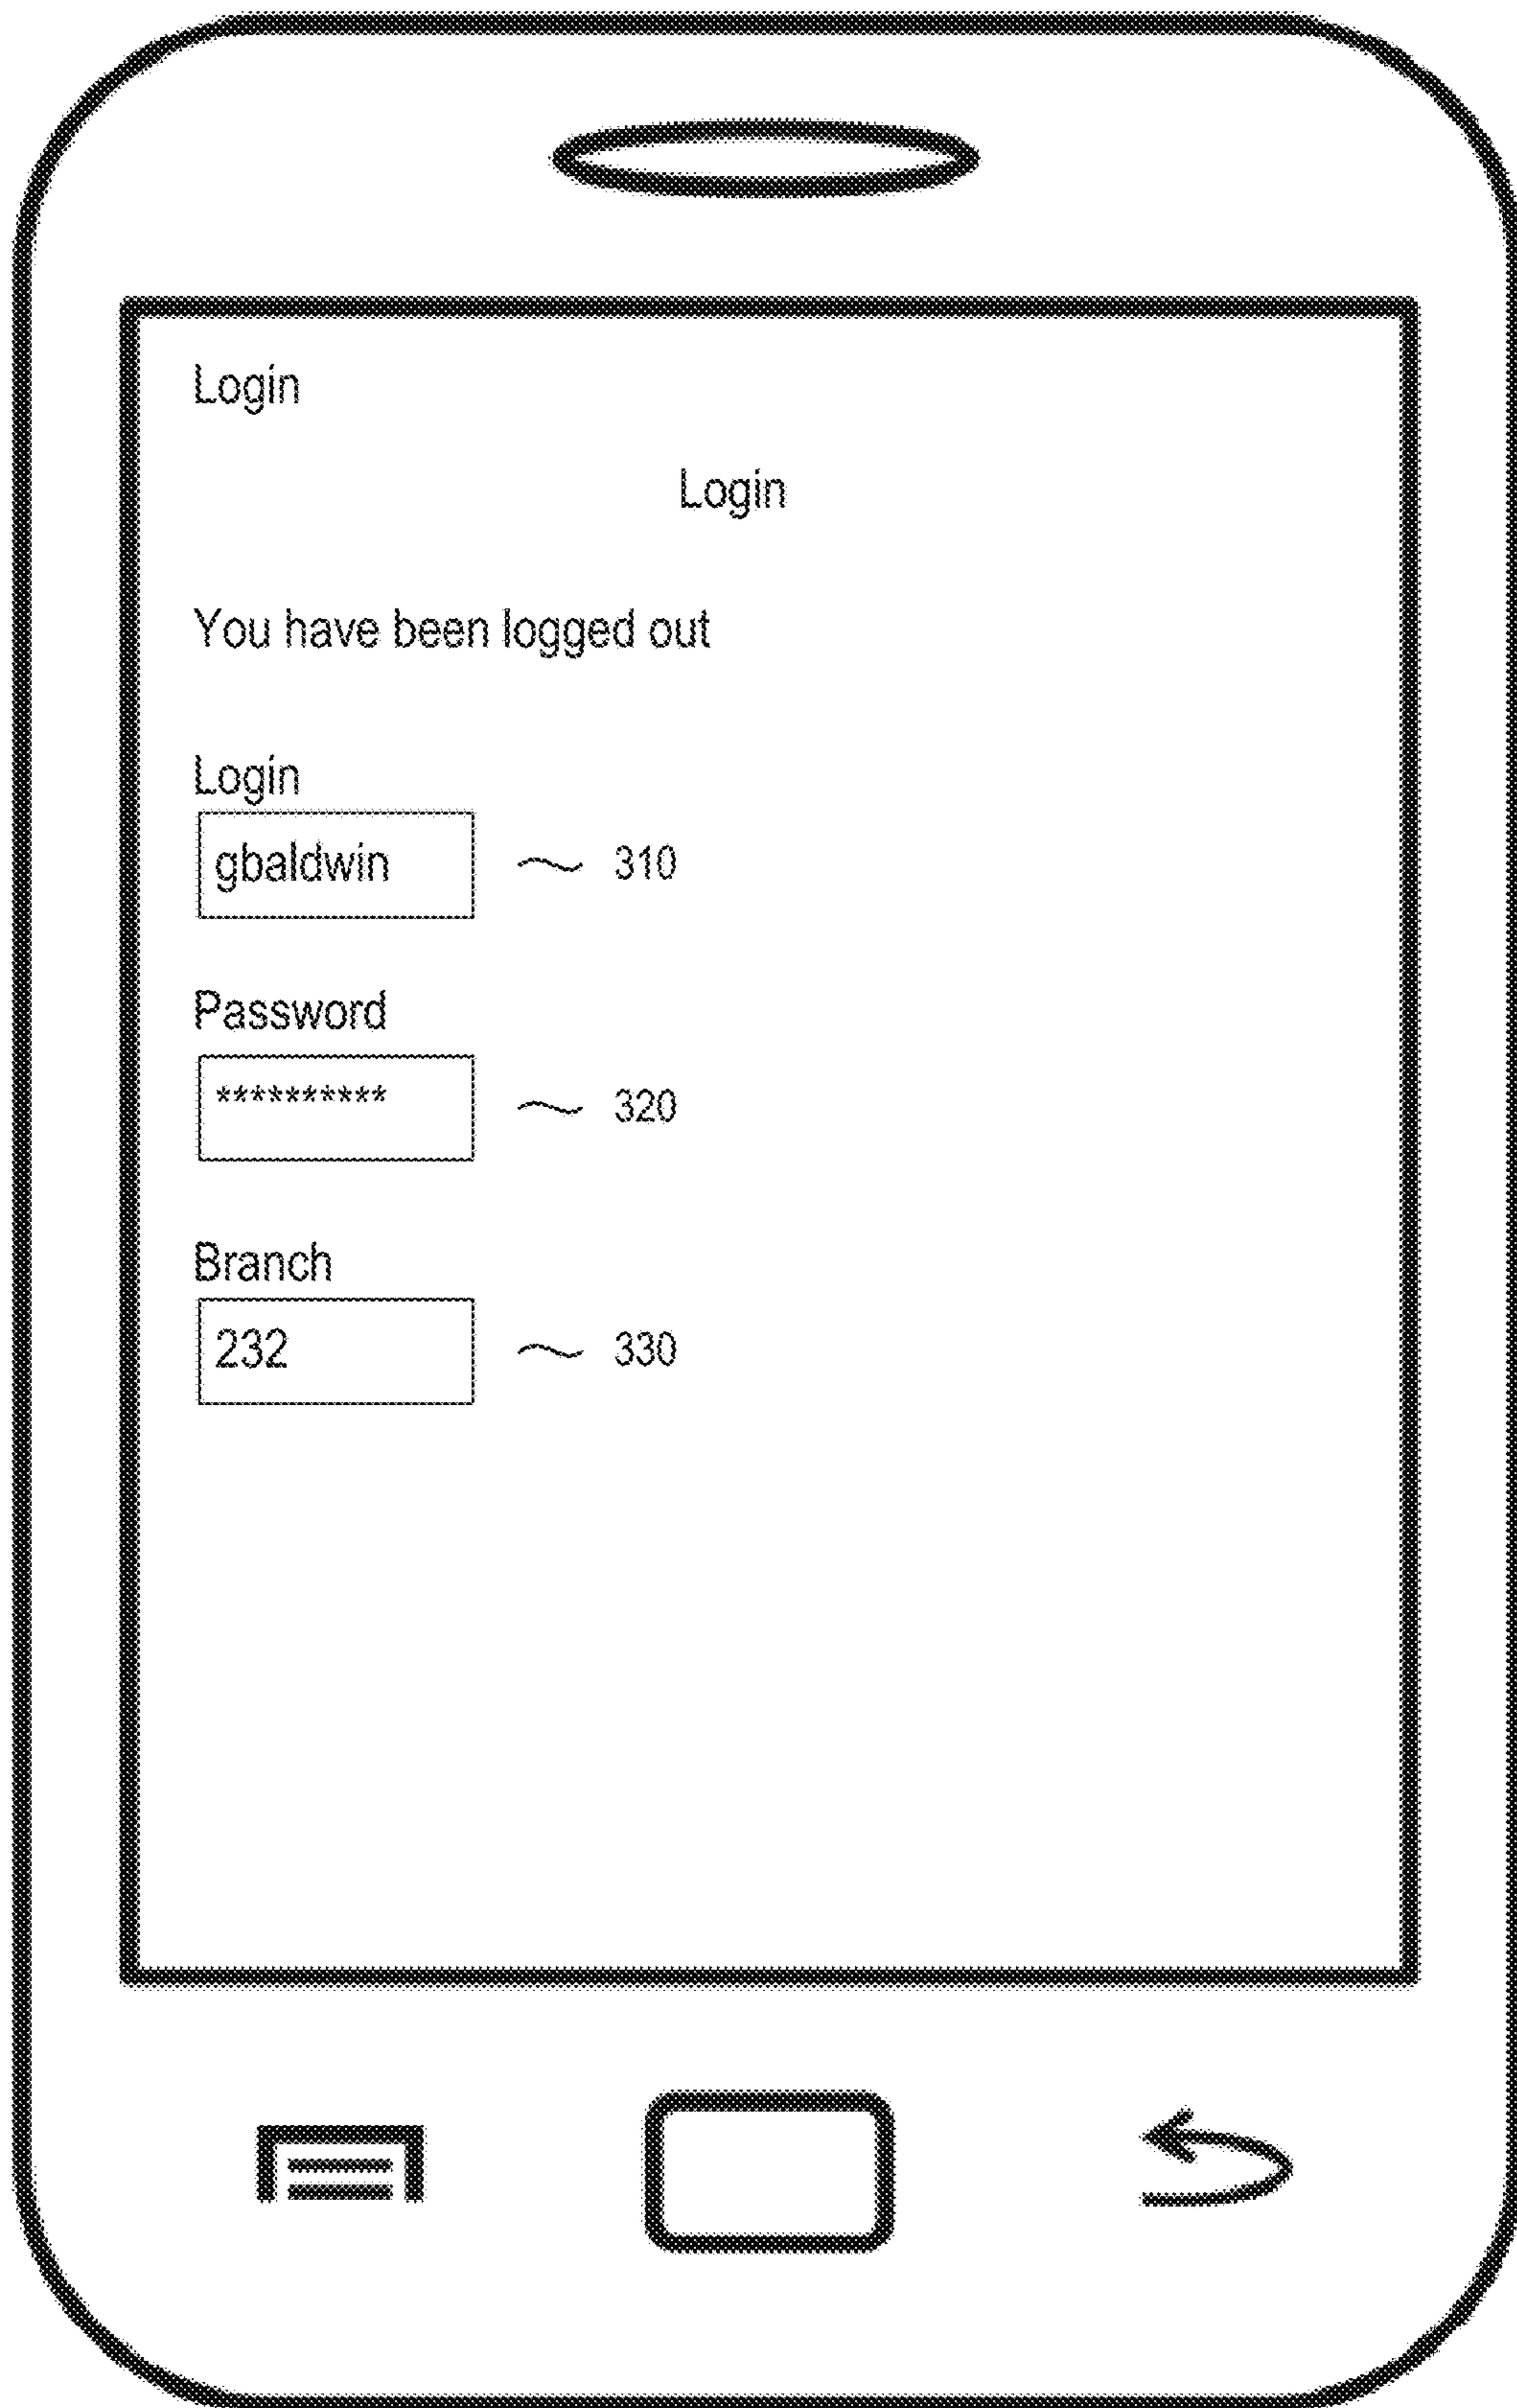 Login
Login
You have been logged out
Login
gbaldwin 310
Password
********** 320
Branch
232 330